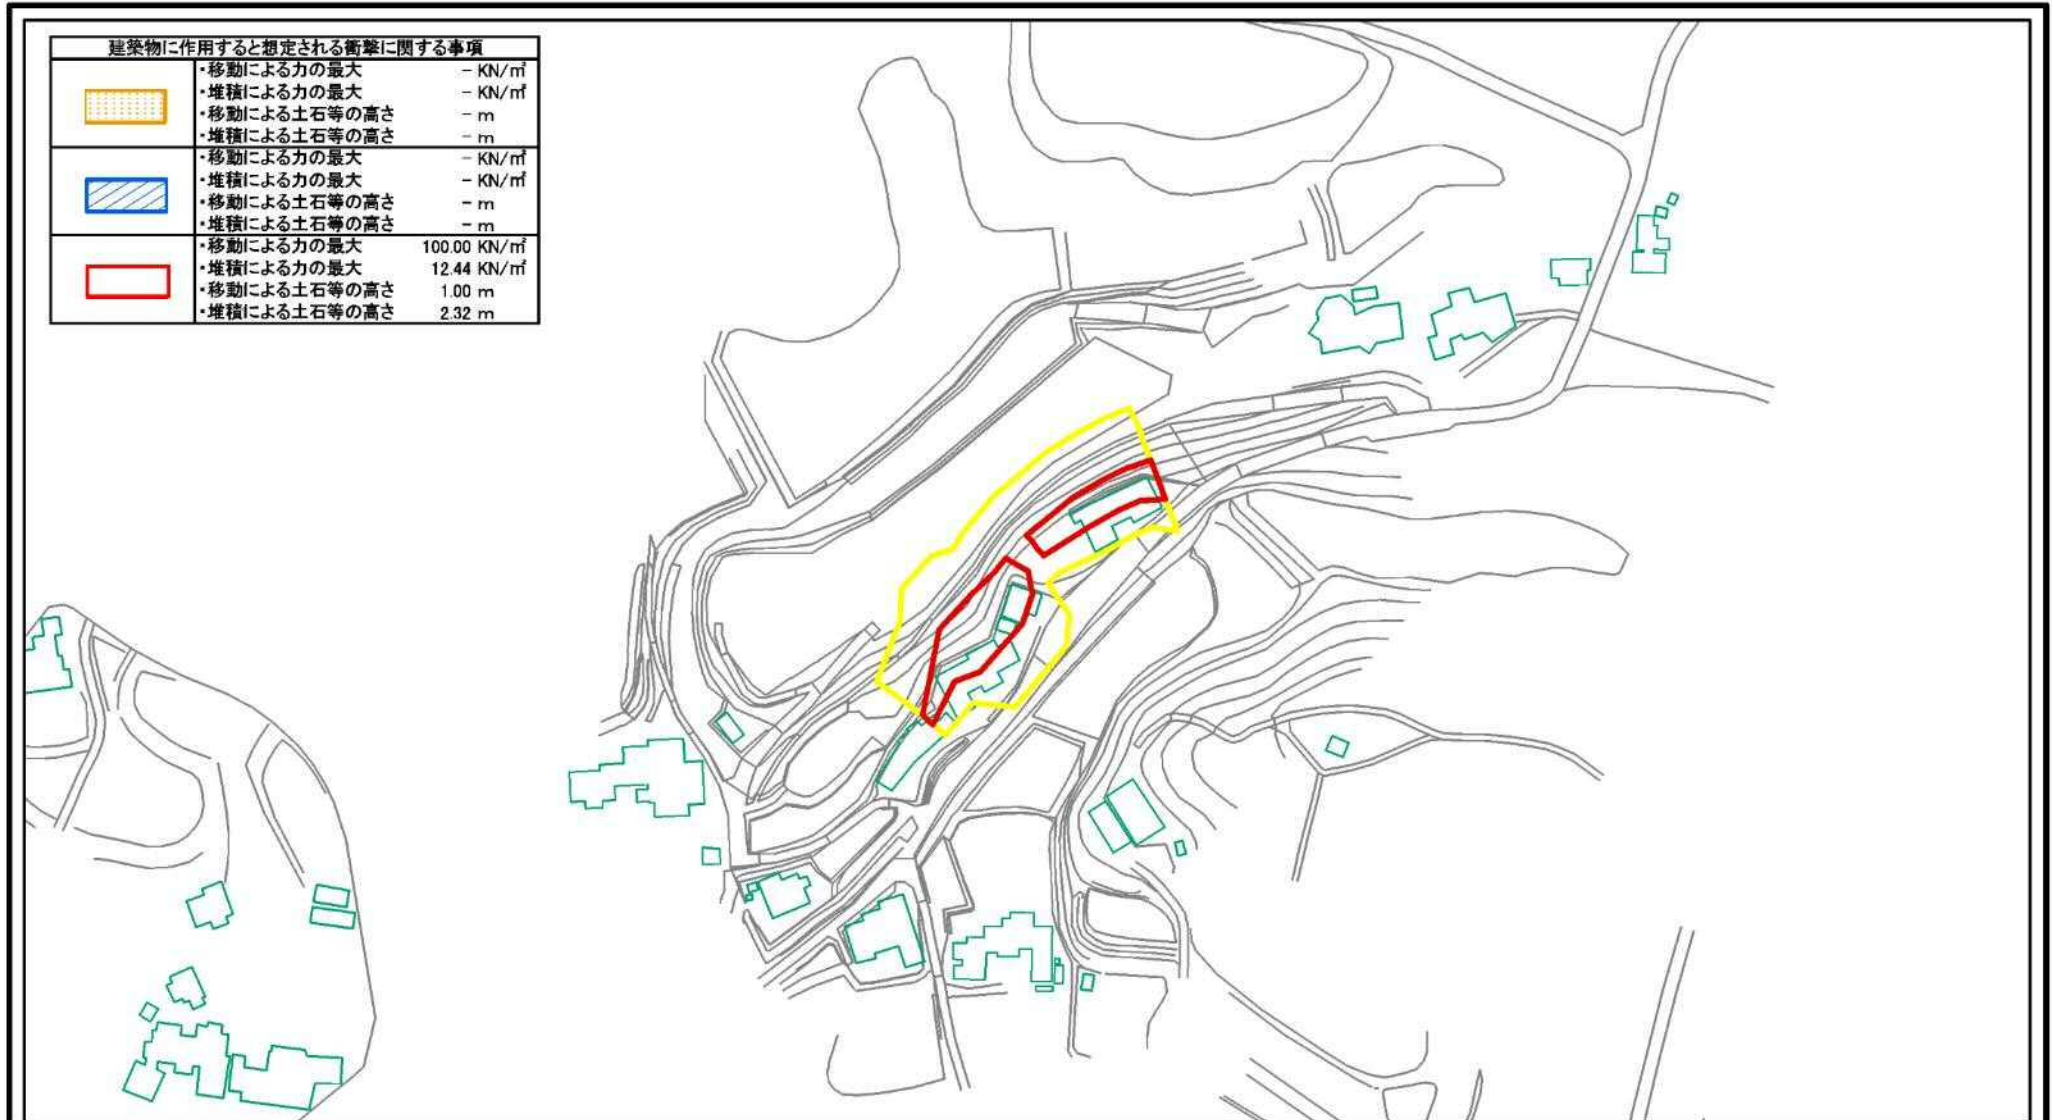 建築物に作用すると想定される衝撃に関する事項
・移動による力の最大 － KN/㎡
・堆積による力の最大 － KN/㎡
・移動による土石等の高さ － m
・堆積による土石等の高さ － m
・移動による力の最大 － KN/㎡
・堆積による力の最大 － KN/㎡
・移動による土石等の高さ － m
・堆積による土石等の高さ － m
・移動による力の最大 100.00 KN/㎡
・堆積による力の最大 12.44 KN/㎡
・移動による土石等の高さ 1.00 m
・堆積による土石等の高さ 2.32 m